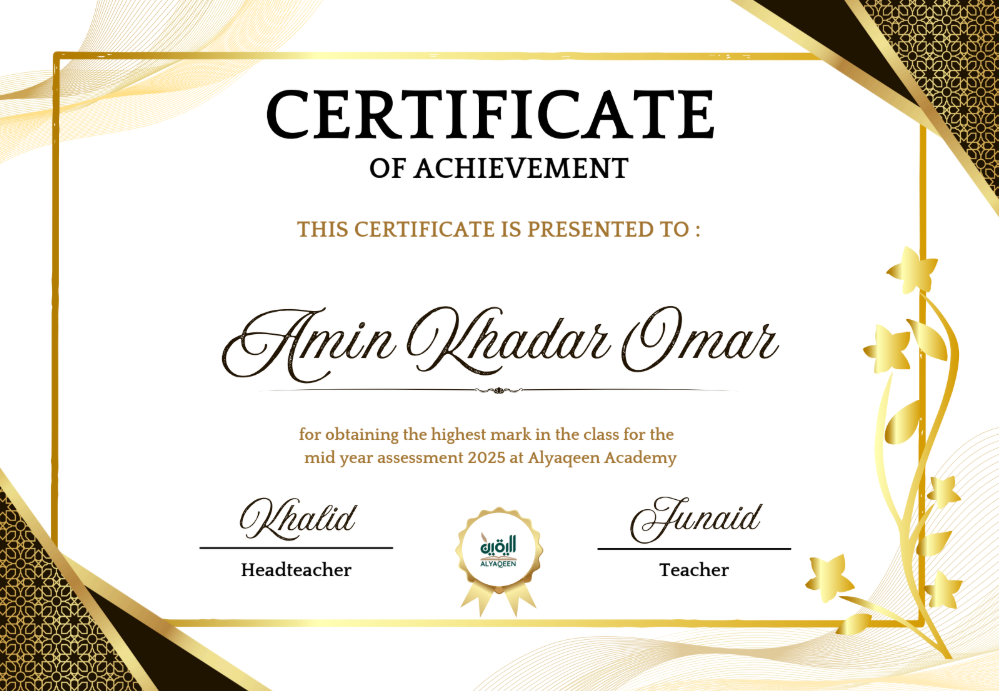 CERTIFICATE
OF ACHIEVEMENT
THIS CERTIFICATE IS PRESENTED TO :
Amin Khadar Omar
for obtaining the highest mark in the class for the
mid year assessment 2025 at Alyaqeen Academy
Khalid
Junaid
اليقين
ALYAQEEN
Headteacher
Teacher